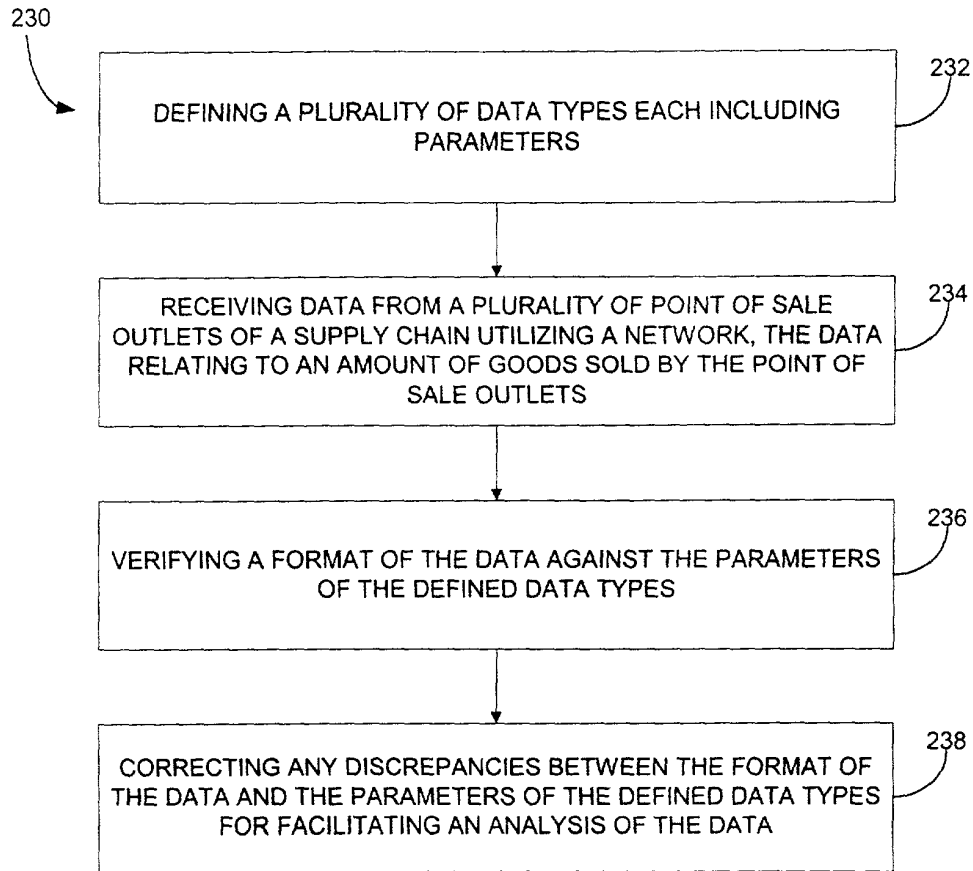 230
232
DEFINING A PLURALITY OF DATA TYPES EACH INCLUDING
PARAMETERS
234
RECEIVING DATA FROM A PLURALITY OF POINT OF SALE
OUTLETS OF A SUPPLY CHAIN UTILIZING A NETWORK, THE DATA
RELATING TO AN AMOUNT OF GOODS SOLD BY THE POINT OF
SALE OUTLETS
236
VERIFYING A FORMAT OF THE DATA AGAINST THE PARAMETERS
OF THE DEFINED DATA TYPES
238
CORRECTING ANY DISCREPANCIES BETWEEN THE FORMAT OF
THE DATA AND THE PARAMETERS OF THE DEFINED DATA TYPES
FOR FACILITATING AN ANALYSIS OF THE DATA